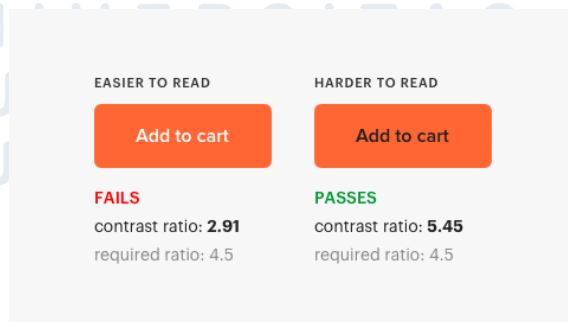 EASIER TO READ
Add to cart
FAILS
contrast ratio: 2.91
required ratio: 4.5
HARDER TO READ
Add to cart
PASSES
contrast ratio: 5.45
required ratio: 4.5